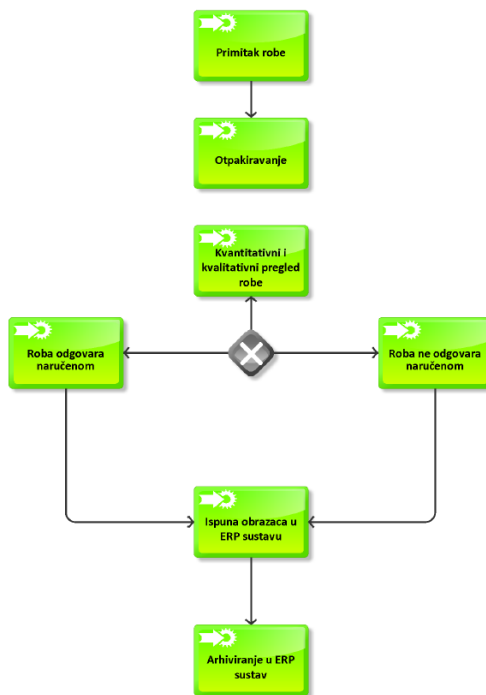 Primitak robe
Otpakiravanje
Kvantitativni i
kvalitativni pregled
robe
Roba odgovara
naručenom
Roba ne odgovara
naručenom
Ispuna obrazaca u
ERP sustavu
Arhiviranje u ERP
sustav